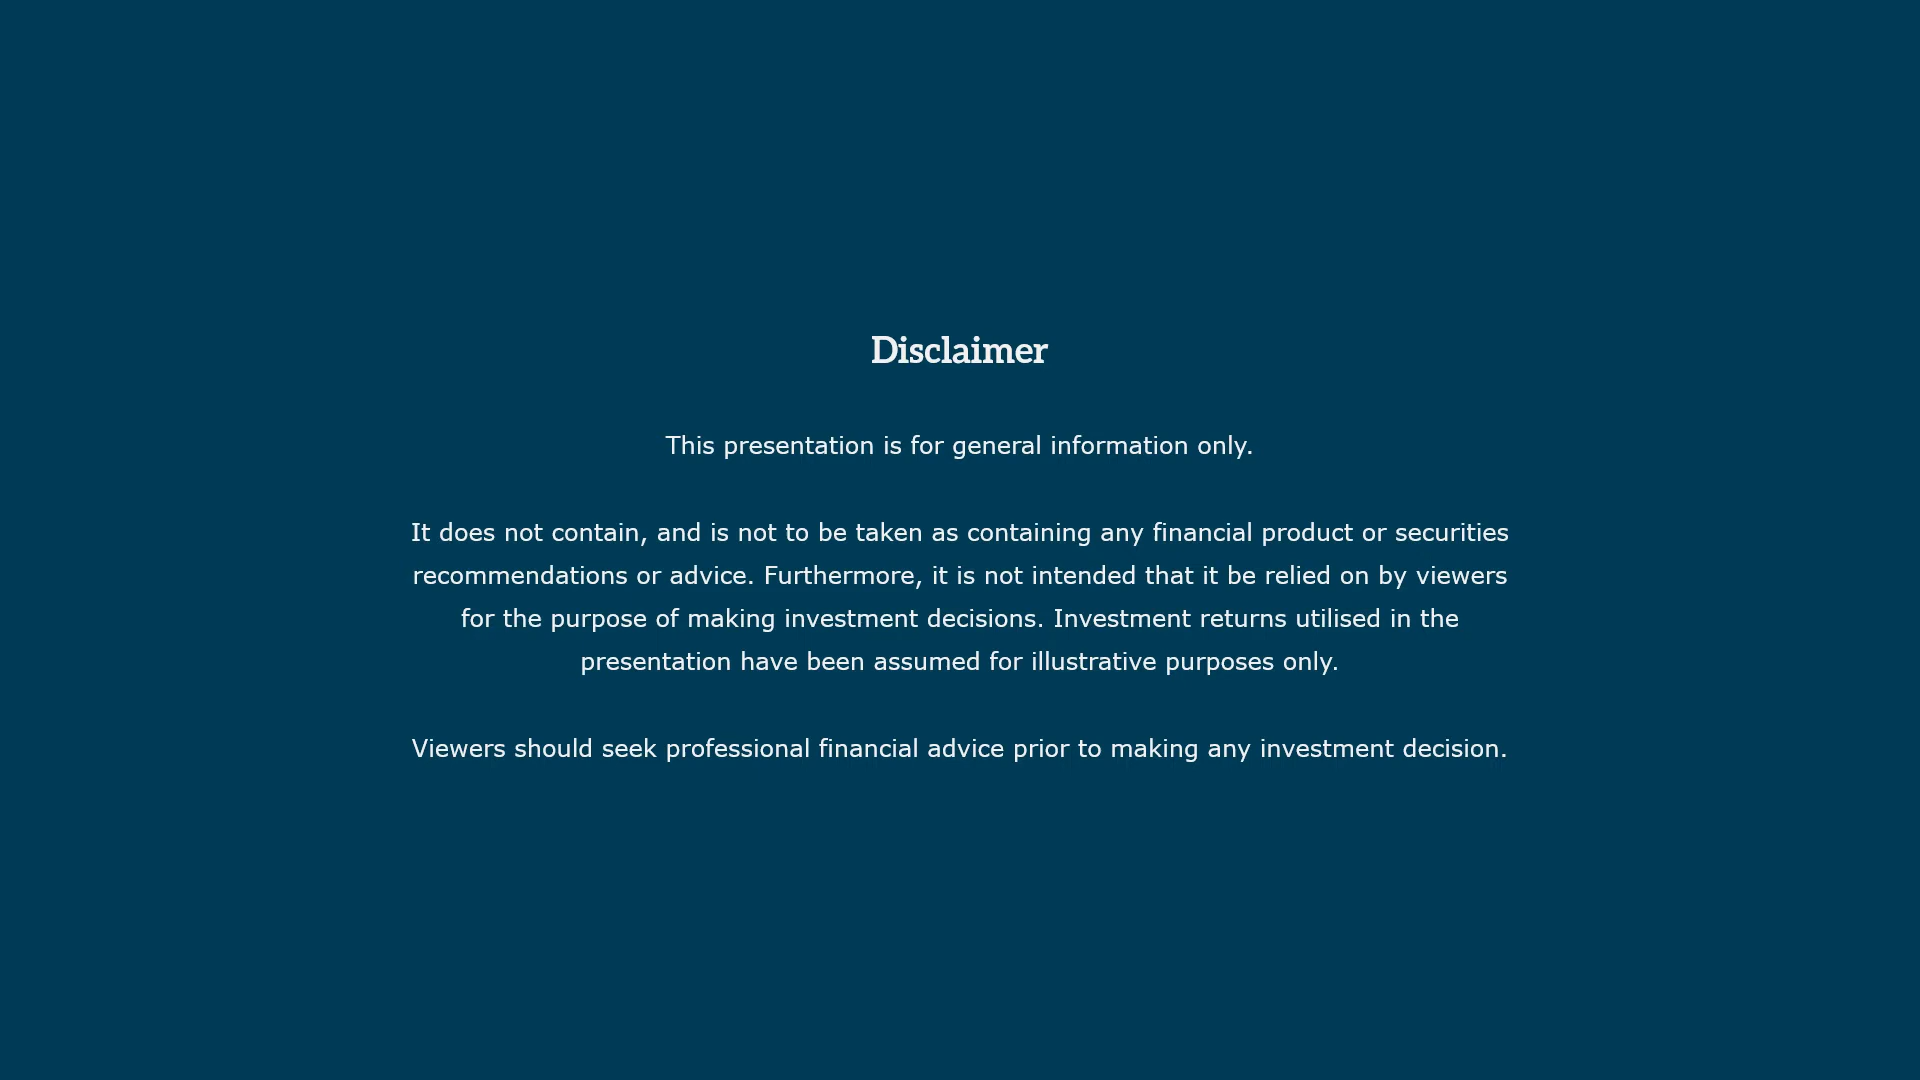 Disclaimer
This presentation is for general information only.
It does not contain, and is not to be taken as containing any financial product or securities
recommendations or advice. Furthermore, it is not intended that it be relied on by viewers
for the purpose of making investment decisions. Investment returns utilised in the
presentation have been assumed for illustrative purposes only.
Viewers should seek professional financial advice prior to making any investment decision.